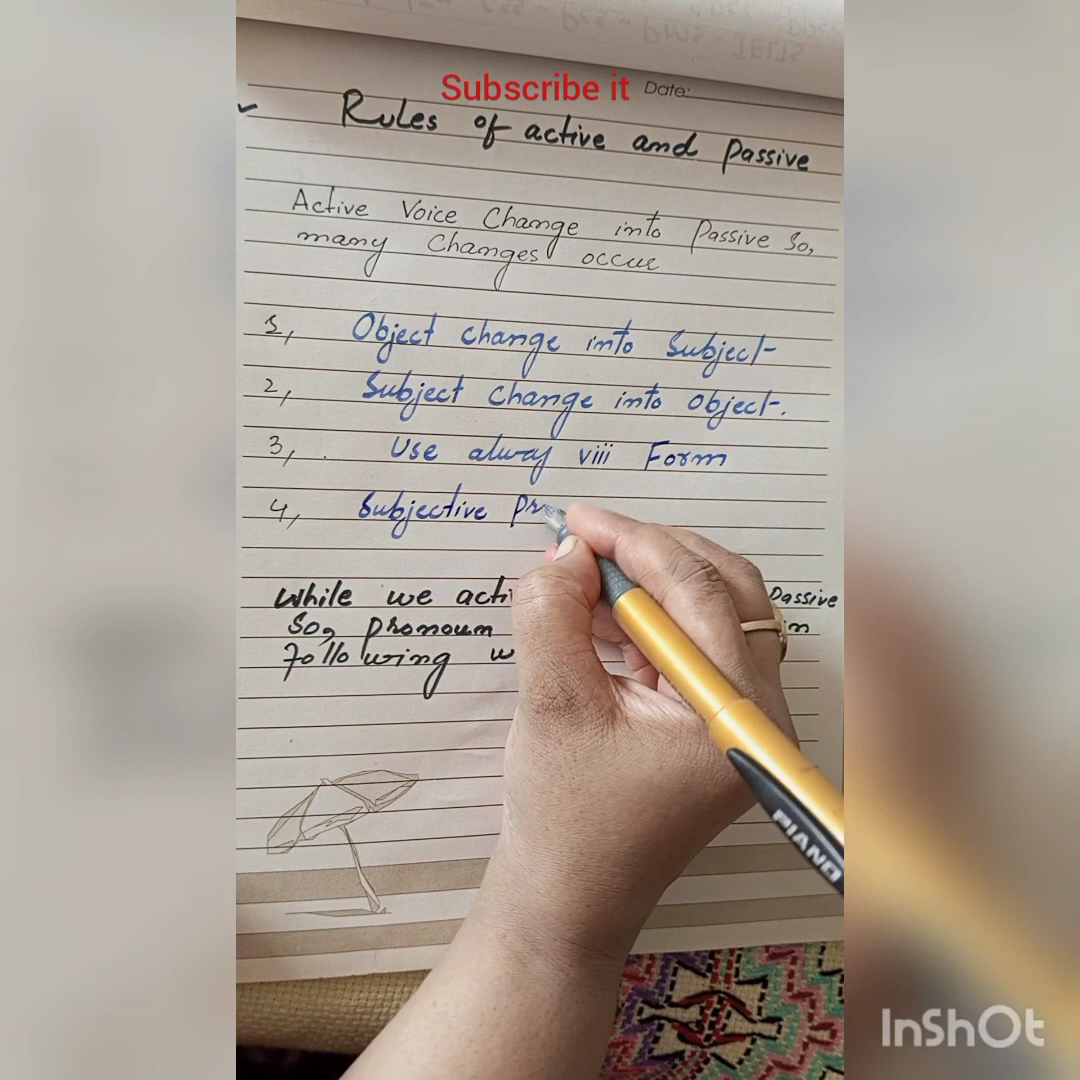 Subscribe it
Date:
Rules of active and passive
Active Voice Change into Passive So,
many Changes occur
1, Object change into Subject-
2, Subject Change into Object-.
3, . Use alway viii Form
4, Subjective Pr
While we acti Passive
So, pronoum in
following w
PIANO
InShOt